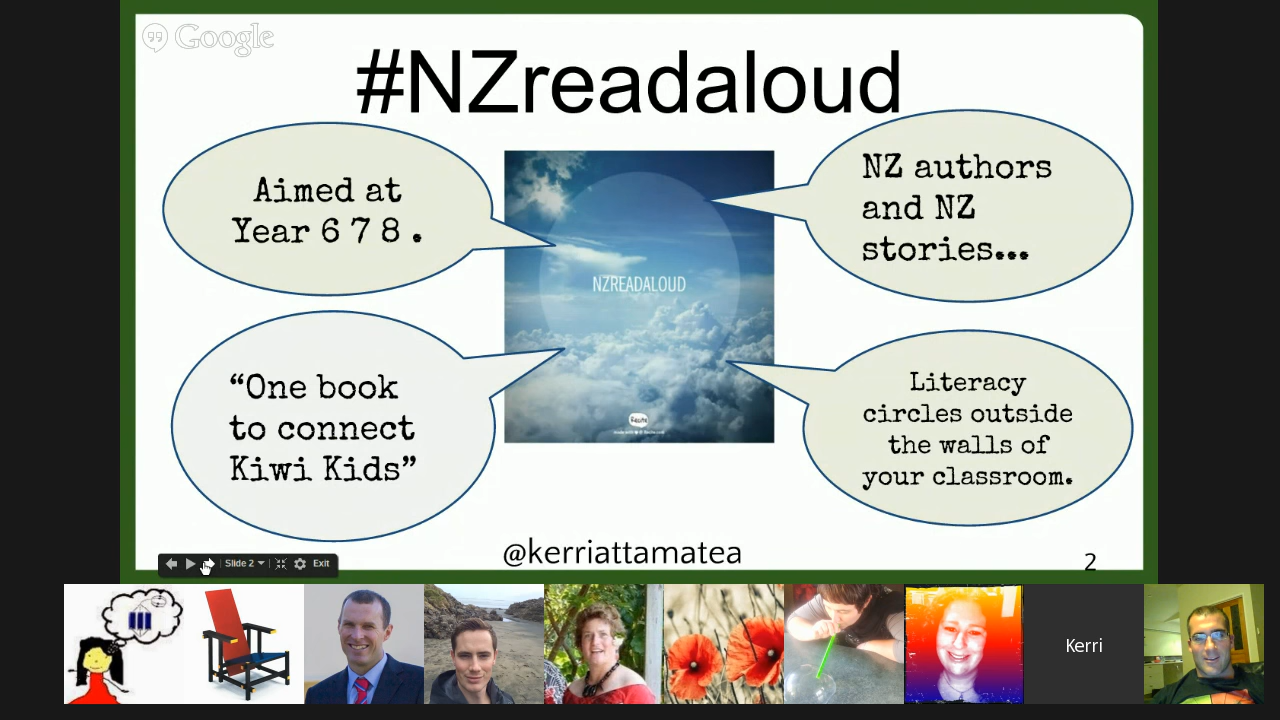 Google
#NZreadaloud
Aimed at
Year 6 7 8 .
NZ authors
and NZ
stories...
NZREADALOUD
“One book
to connect
Kiwi Kids”
Literacy
circles outside
the walls of
your classroom.
Recite
@kerriattamatea
2
Slide 2
Exit
Kerri